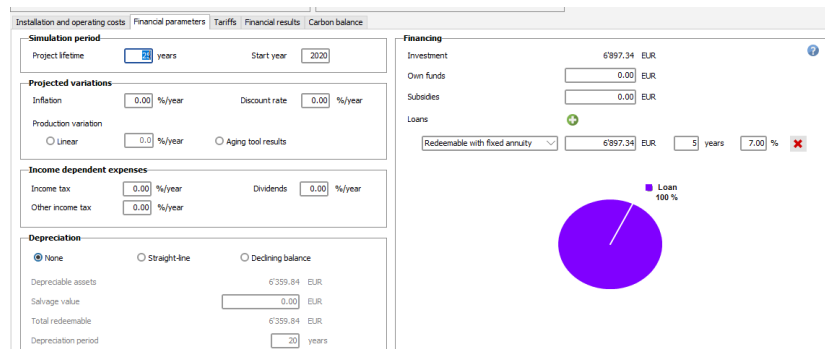 Installation and operating costs Financial parameters Tariffs Financial results Carbon balance
Simulation period
Project lifetime years Start year 2020
Projected variations
Inflation 0.00 %/year Discount rate 0.00 %/year
Production variation
Linear 0.0 %/year Aging tool results
Income dependent expenses
Income tax 0.00 %/year Dividends 0.00 %/year
Other income tax 0.00 %/year
Depreciation
None Straight-line Declining balance
Depreciable assets 6'359.84 EUR
Salvage value 0.00 EUR
Total redeemable 6'359.84 EUR
Depreciation period 20 years
Financing
Investment 6'897.34 EUR
Own funds 0.00 EUR
Subsidies 0.00 EUR
Loans
Redeemable with fixed annuity 6'897.34 EUR 5 years 7.00 %
Loan
100 %